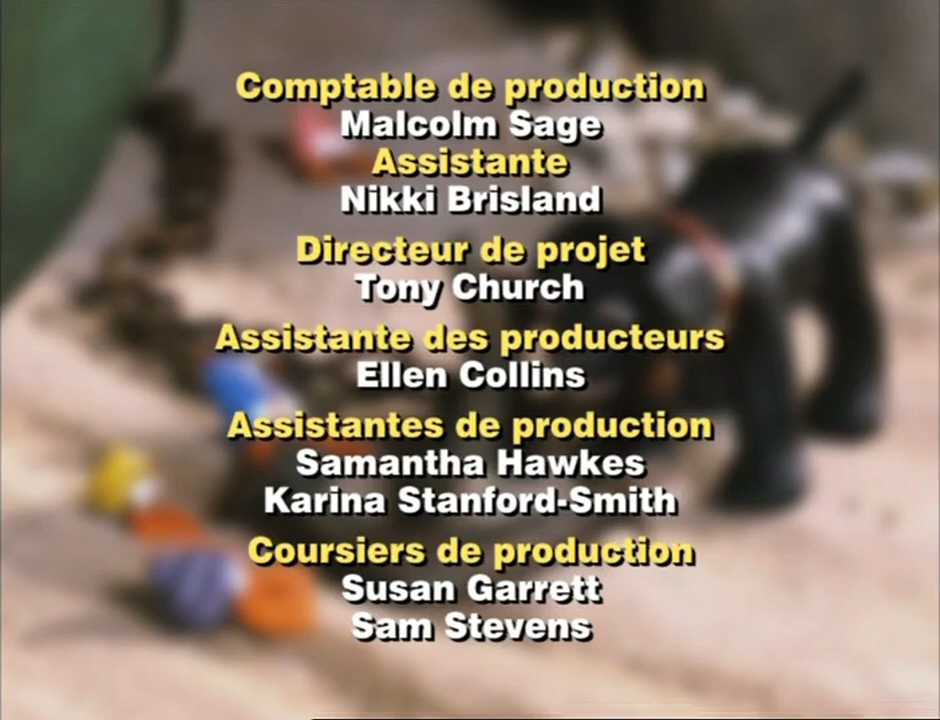 Comptable de production
Malcolm Sage
Assistante
Nikki Brisland
Directeur de projet
Tony Church
Assistante des producteurs
Ellen Collins
Assistantes de production
Samantha Hawkes
Karina Stanford-Smith
Coursiers de production
Susan Garrett
Sam Stevens